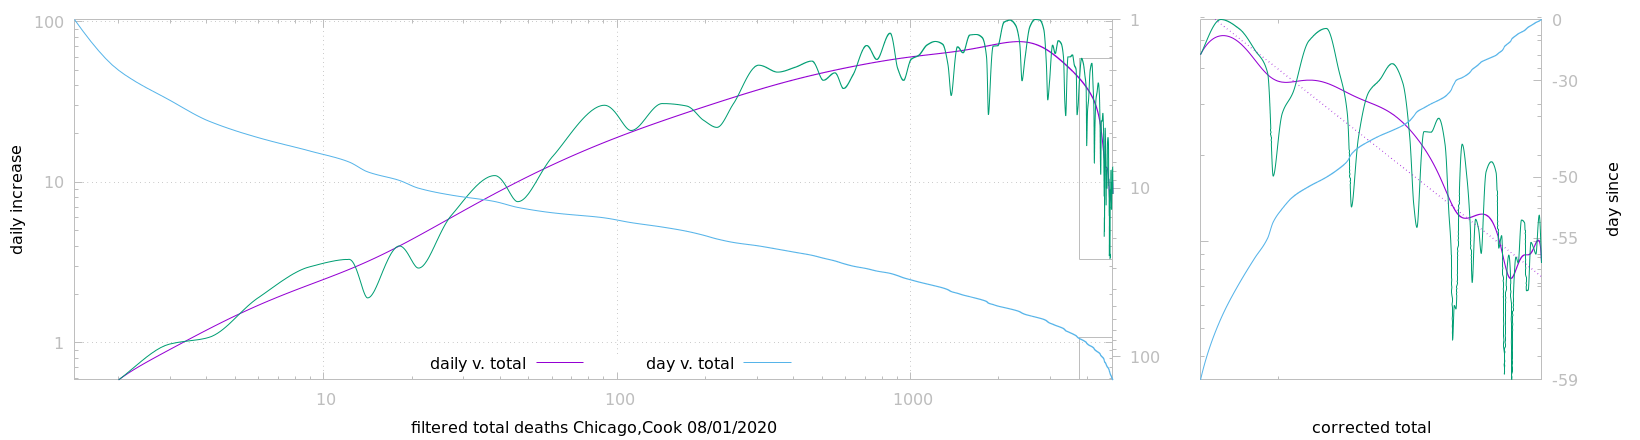 100
10
1
daily increase
10
100
1000
1
10
100
daily v. total
day v. total
filtered total deaths Chicago,Cook 08/01/2020
0
-30
-50
-55
-59
day since
corrected total